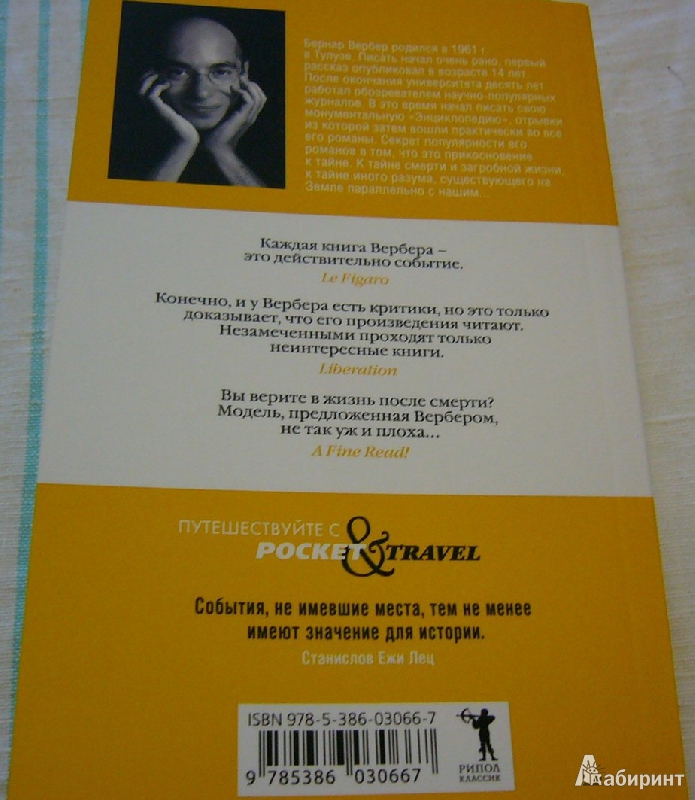 Бернар Вербер родился в 1961 г.
в Тулузе. Писать начал очень рано, первый
рассказ опубликовал в возрасте 14 лет.
После окончания университета десять лет
работал обозревателем научно-популярных
журналов. В это время начал писать свою
монументальную «Энциклопедию», отрывки
из которой затем вошли практически во все
его романы. Секрет популярности его
романов в том, что это прикосновение
к тайне. К тайне смерти и загробной жизни,
к тайне иного разума, существующего на
Земле параллельно с нашим...
Каждая книга Вербера –
это действительно событие.
Le Figaro
Конечно, и у Вербера есть критики, но это только
доказывает, что его произведения читают.
Незамеченными проходят только
неинтересные книги.
Liberation
Вы верите в жизнь после смерти?
Модель, предложенная Вербером,
не так уж и плоха...
A Fine Read!
ПУТЕШЕСТВУЙТЕ С
POCKET & TRAVEL
События, не имевшие места, тем не менее
имеют значение для истории.
Станислов Ежи Лец
ISBN 978-5-386-03066-7
9 785386 030667
РИПОЛ
КЛАССИК
Лабиринт